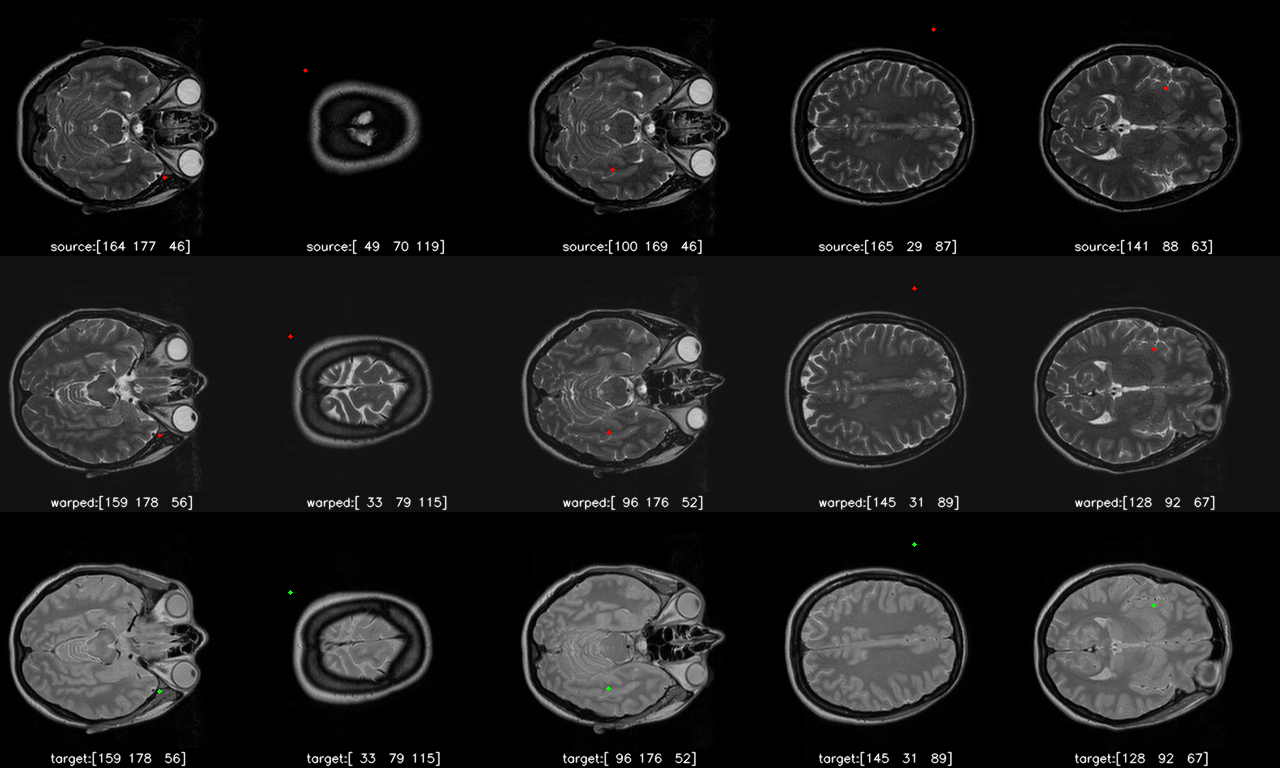 source:[164 177  46]
source:[ 49  70 119]
source:[100 169  46]
source:[165  29  87]
source:[141  88  63]
warped:[159 178  56]
warped:[ 33  79 115]
warped:[ 96 176  52]
warped:[145  31  89]
warped:[128  92  67]
target:[159 178  56]
target:[ 33  79 115]
target:[ 96 176  52]
target:[145  31  89]
target:[128  92  67]